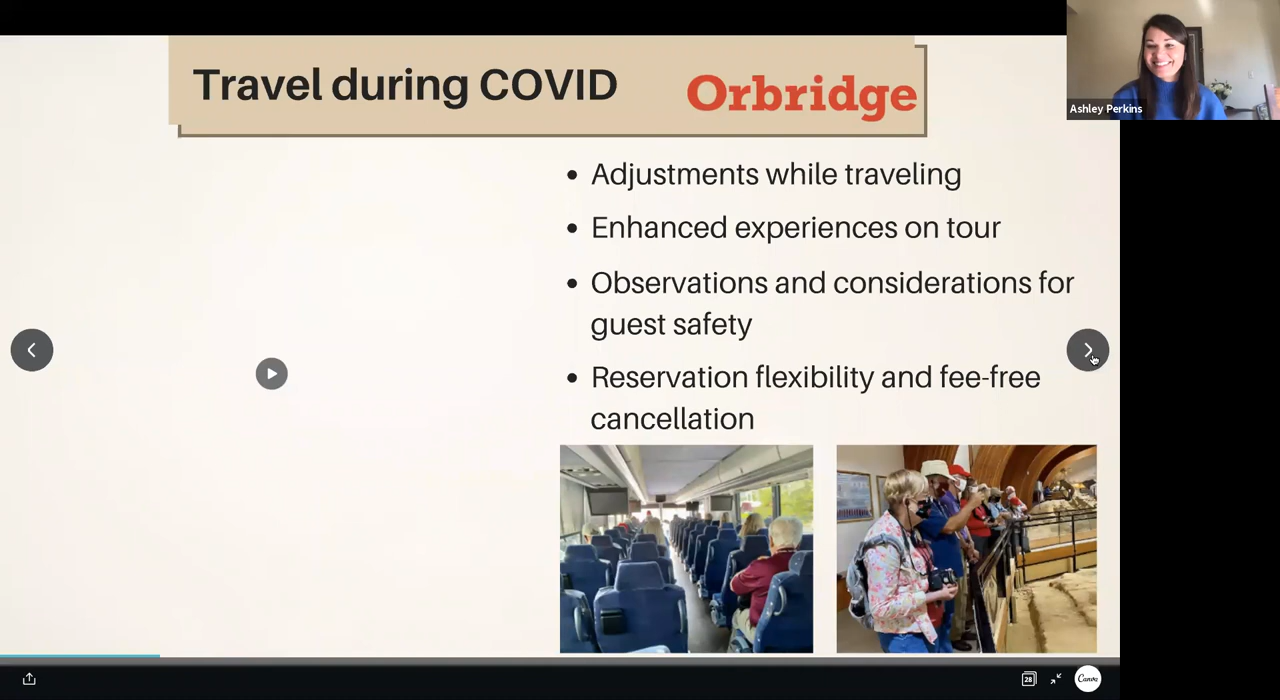 Travel during COVID
Orbridge
Ashley Perkins
• Adjustments while traveling
• Enhanced experiences on tour
• Observations and considerations for
guest safety
• Reservation flexibility and fee-free
cancellation
28
Canva